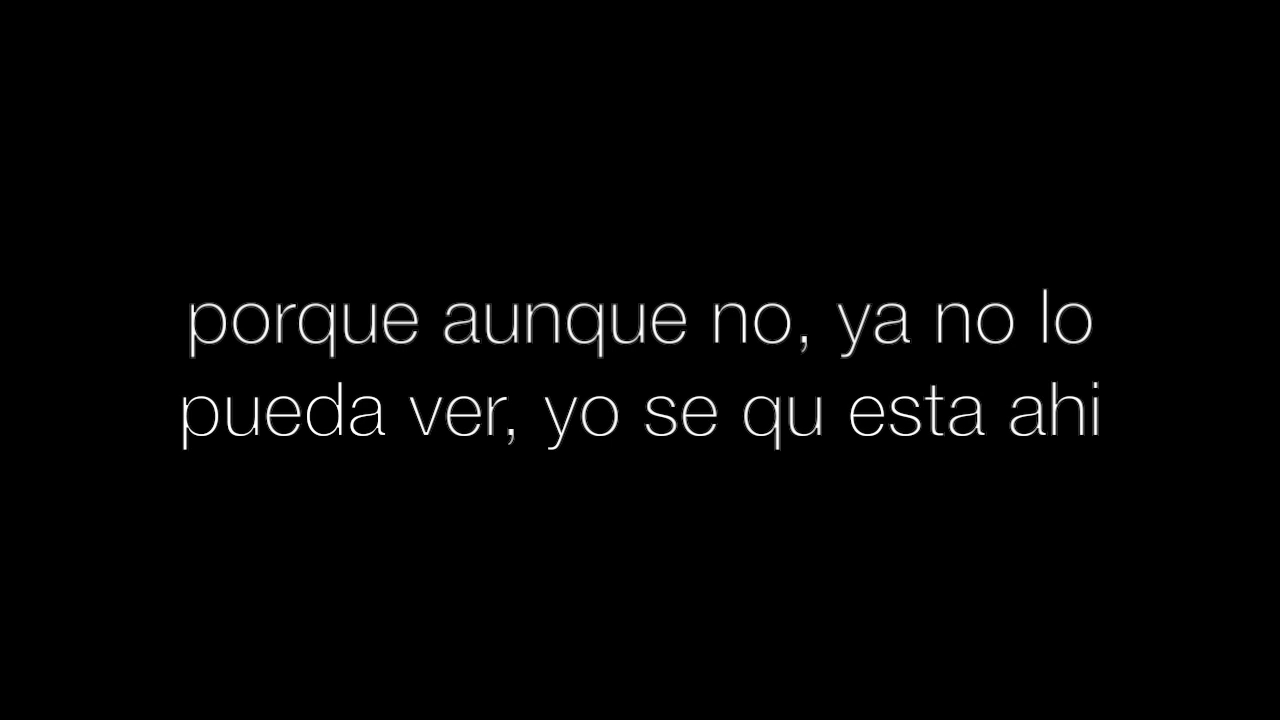 porque aunque no, ya no lo
pueda ver, yo se qu esta ahi